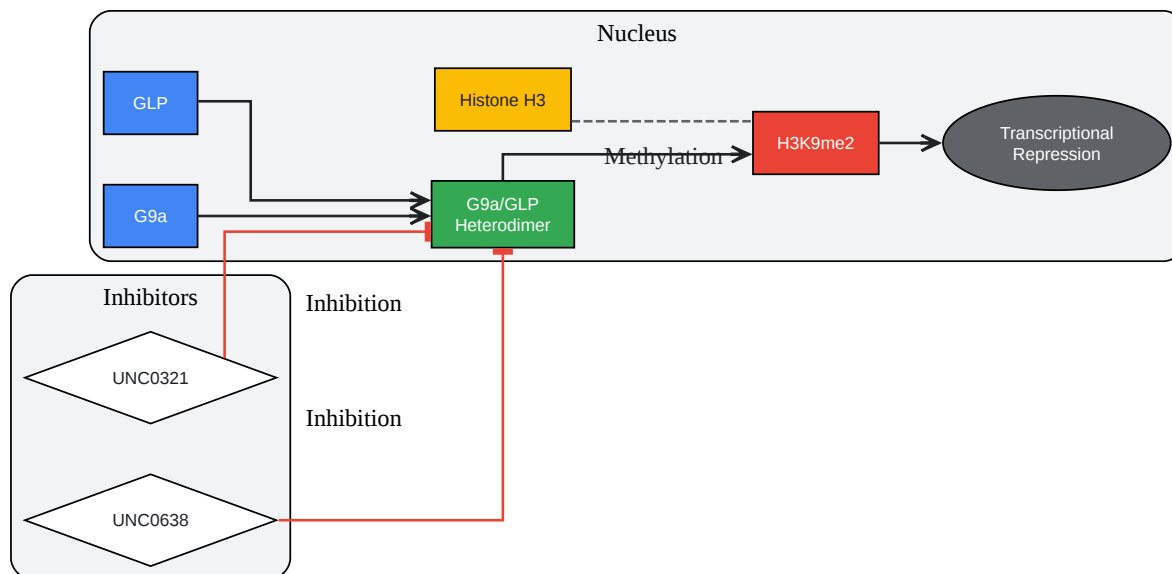 Nucleus
GLP
Histone H3
H3K9me2
Transcriptional
Repression
Methylation
G9a
G9a/GLP
Heterodimer
Inhibitors
Inhibition
UNC0321
Inhibition
UNC0638